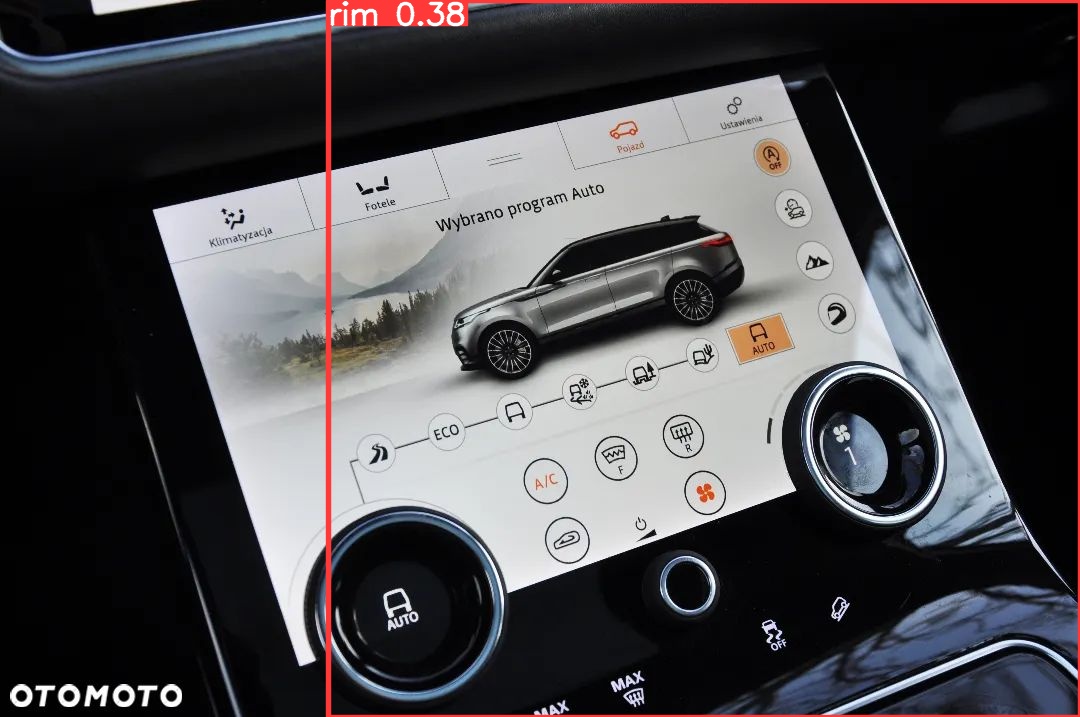 rim 0.38
Klimatyzacja
Fotele
Pojazd
Ustawienia
Wybrano program Auto
A
OFF
AUTO
ECO
A/C
F
R
1
AUTO
OFF
MAX
MAX
OTOMOTO